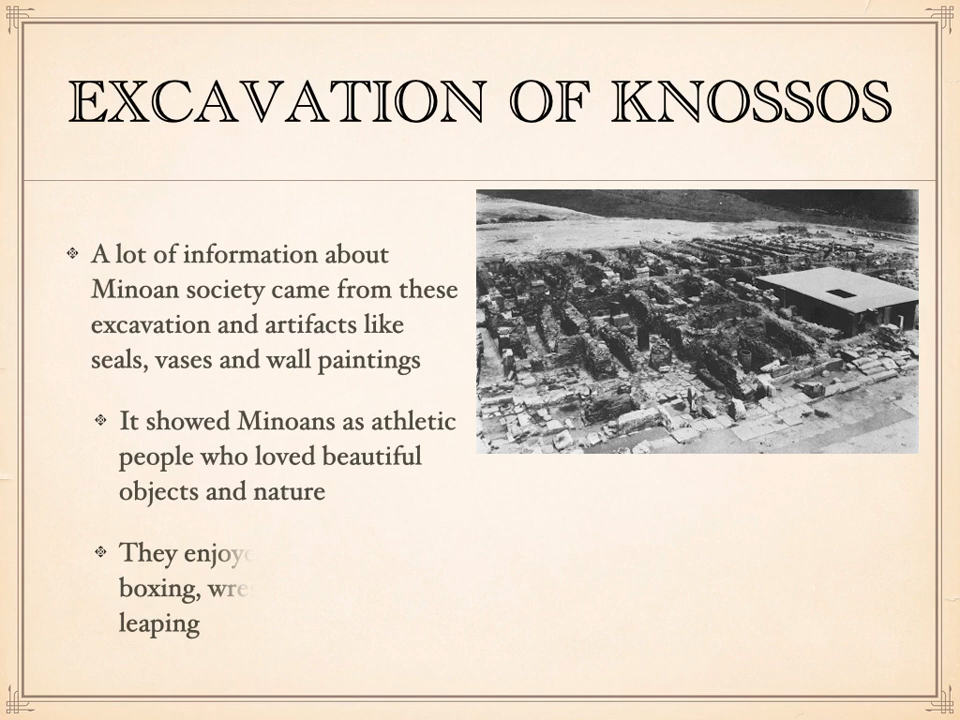 EXCAVATION OF KNOSSOS
A lot of information about
Minoan society came from these
excavation and artifacts like
seals, vases and wall paintings
It showed Minoans as athletic
people who loved beautiful
objects and nature
They
boxing,
leaping